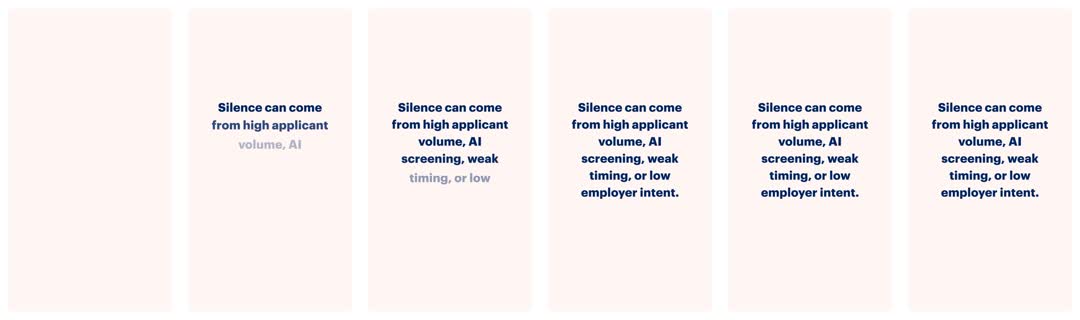 Silence can come
from high applicant
volume, AI
Silence can come
from high applicant
volume, AI
screening, weak
timing, or low
Silence can come
from high applicant
volume, AI
screening, weak
timing, or low
employer intent.
Silence can come
from high applicant
volume, AI
screening, weak
timing, or low
employer intent.
Silence can come
from high applicant
volume, AI
screening, weak
timing, or low
employer intent.